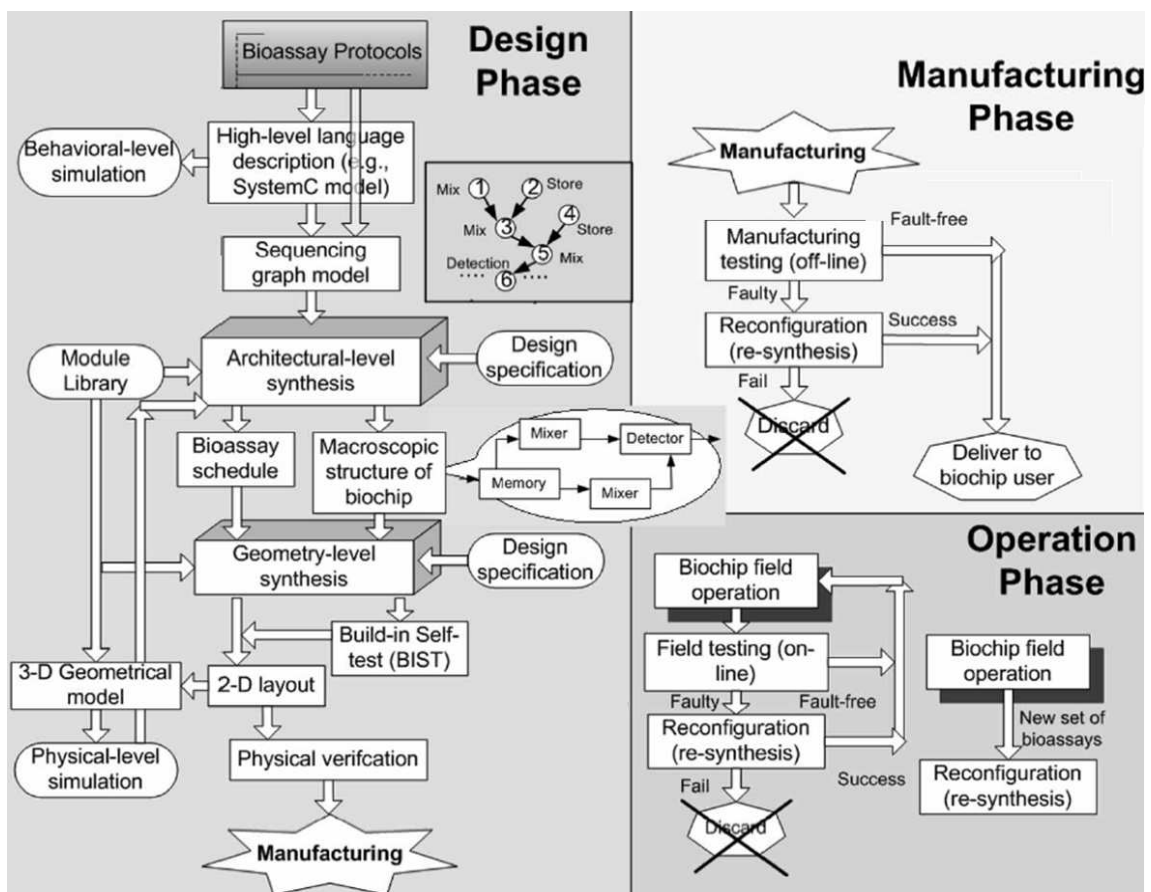 Bioassay Protocols
Design
Phase
High-level language
description (e.g.,
SystemC model)
Behavioral-level
simulation
Mix 1 2 Store
4
Mix 3 Store
5 Mix
Detection
.... 6 ....
Sequencing
graph model
Module
Library
Architectural-level
synthesis
Design
specification
Bioassay
schedule
Macroscopic
structure of
biochip
Mixer
Detector
Memory
Mixer
Geometry-level
synthesis
Design
specification
Build-in Self-
test (BIST)
3-D Geometrical
model
2-D layout
Physical-level
simulation
Physical verifcation
Manufacturing
Manufacturing
Phase
Manufacturing
Fault-free
Manufacturing
testing (off-line)
Faulty
Reconfiguration
(re-synthesis)
Success
Fail
Discard
Deliver to
biochip user
Operation
Phase
Biochip field
operation
Field testing (on-
line)
Faulty
Fault-free
Reconfiguration
(re-synthesis)
Success
Fail
Discard
Biochip field
operation
New set of
bioassays
Reconfiguration
(re-synthesis)